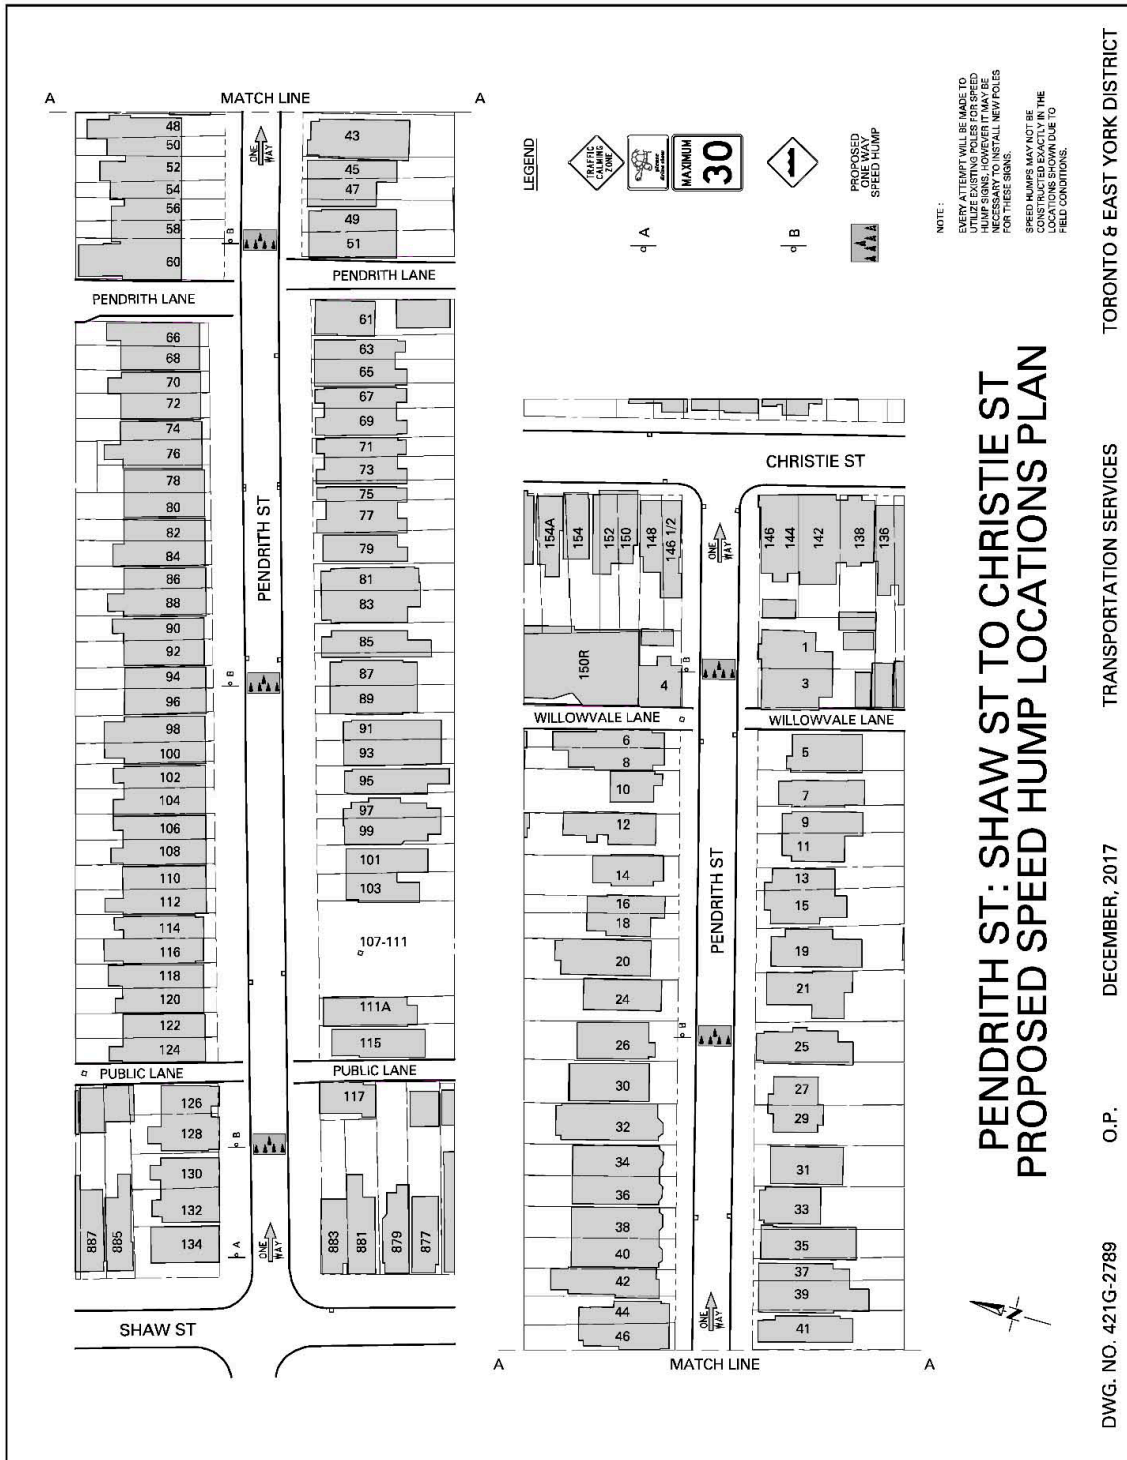 A
MATCH LINE
A
48
50
52
54
56
58
60
ONE
WAY
B
43
45
47
49
51
PENDRITH LANE
PENDRITH LANE
66
68
70
72
74
76
78
80
82
84
86
88
90
92
94
96
98
100
102
104
106
108
110
112
114
116
118
120
122
124
PENDRITH ST
B
61
63
65
67
69
71
73
75
77
79
81
83
85
87
89
91
93
95
97
99
101
103
107-111
111A
115
PUBLIC LANE
PUBLIC LANE
126
128
130
132
134
887
885
B
A
ONE
WAY
117
883
881
879
877
SHAW ST
LEGEND
A
TRAFFIC
CALMING
ZONE
MAXIMUM
30
B
PROPOSED
ONE WAY
SPEED HUMP
NOTE :
EVERY ATTEMPT WILL BE MADE TO
UTILIZE EXISTING POLES FOR SPEED
HUMP SIGNS, HOWEVER IT MAY BE
NECESSARY TO INSTALL NEW POLES
FOR THESE SIGNS.
SPEED HUMPS MAY NOT BE
CONSTRUCTED EXACTLY IN THE
LOCATIONS SHOWN DUE TO
FIELD CONDITIONS.
CHRISTIE ST
154A
154
152
150
148
146 1/2
ONE
WAY
146
144
142
138
136
150R
4
B
1
3
WILLOWVALE LANE
WILLOWVALE LANE
6
8
10
12
14
16
18
20
24
26
30
32
34
36
38
40
42
44
46
PENDRITH ST
B
ONE
WAY
5
7
9
11
13
15
19
21
25
27
29
31
33
35
37
39
41
A
MATCH LINE
A
N
PENDRITH ST: SHAW ST TO CHRISTIE ST
PROPOSED SPEED HUMP LOCATIONS PLAN
DWG. NO. 421G-2789
O.P.
DECEMBER, 2017
TRANSPORTATION SERVICES
TORONTO & EAST YORK DISTRICT